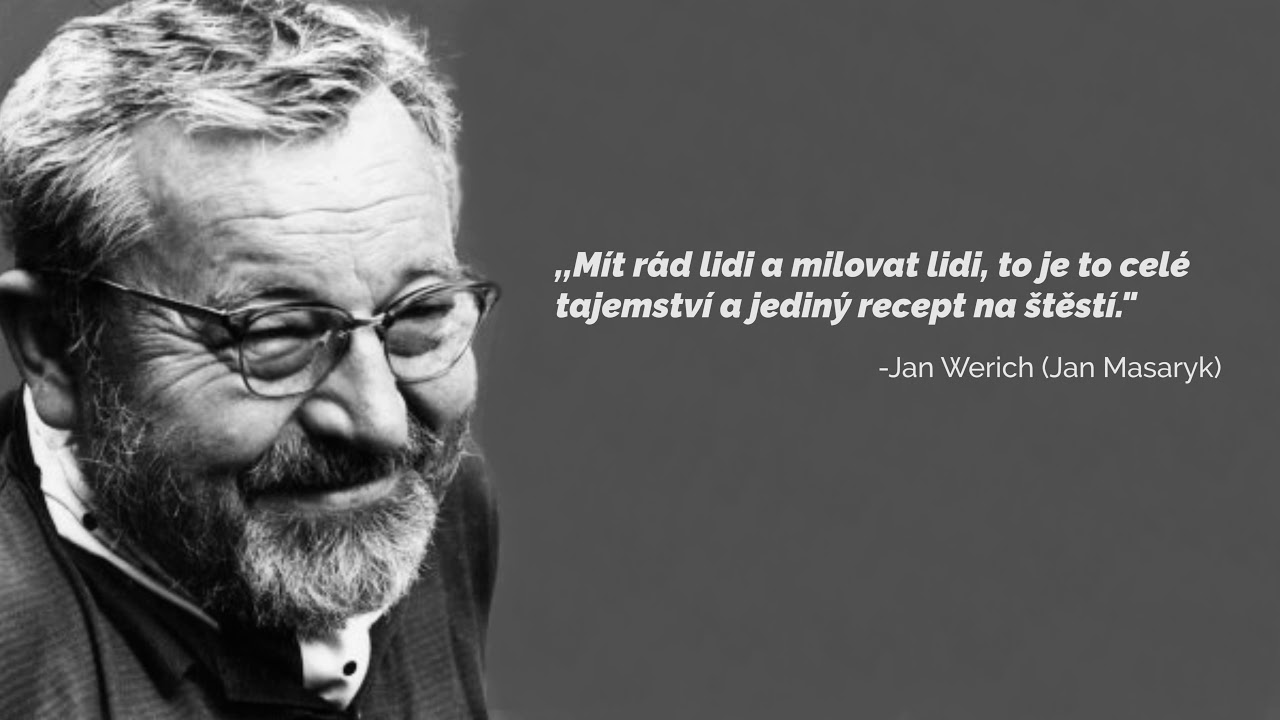 ,,Mít rád lidi a milovat lidi, to je to celé
tajemství a jediný recept na štěstí."
-Jan Werich (Jan Masaryk)